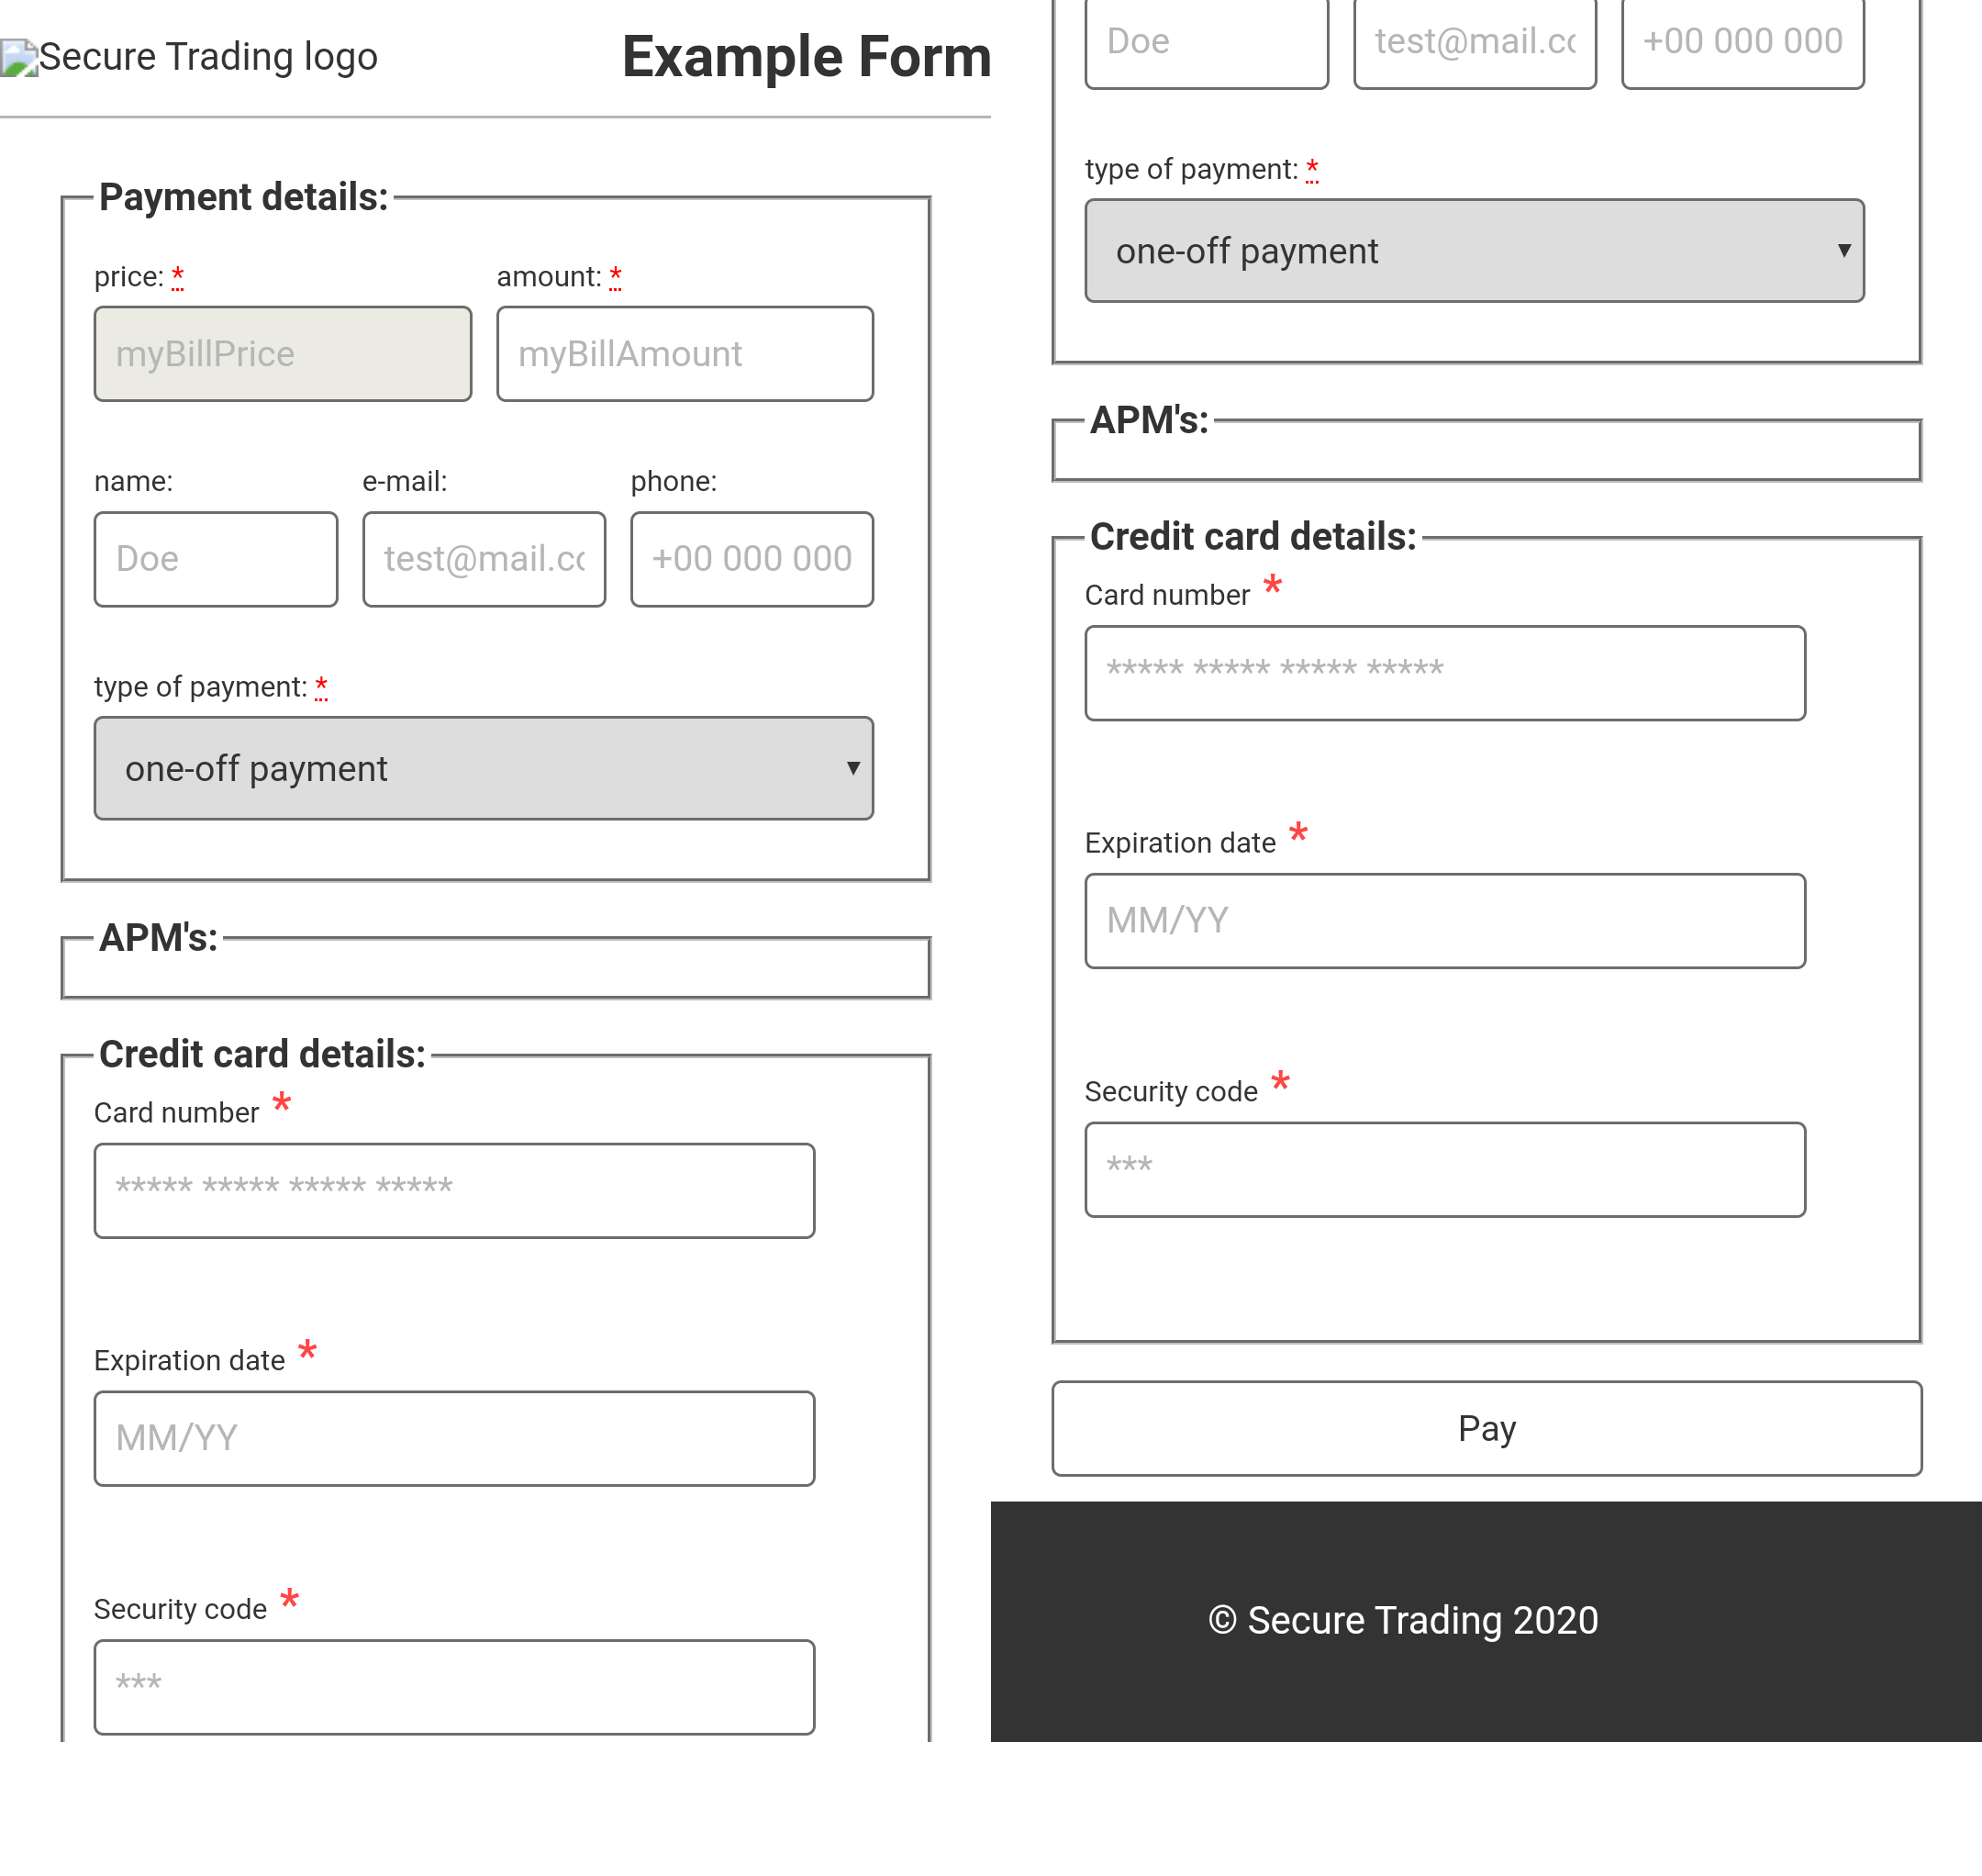 Secure Trading logo
Example Form
Payment details:
price: *
amount: *
myBillPrice
myBillAmount
name:
e-mail:
phone:
Doe
test@mail.co
+00 000 000
type of payment: *
one-off payment
APM's:
Credit card details:
Card number *
***** ***** ***** *****
Expiration date *
MM/YY
Security code *
***
Doe
test@mail.co
+00 000 000
type of payment: *
one-off payment
APM's:
Credit card details:
Card number *
***** ***** ***** *****
Expiration date *
MM/YY
Security code *
***
Pay
© Secure Trading 2020